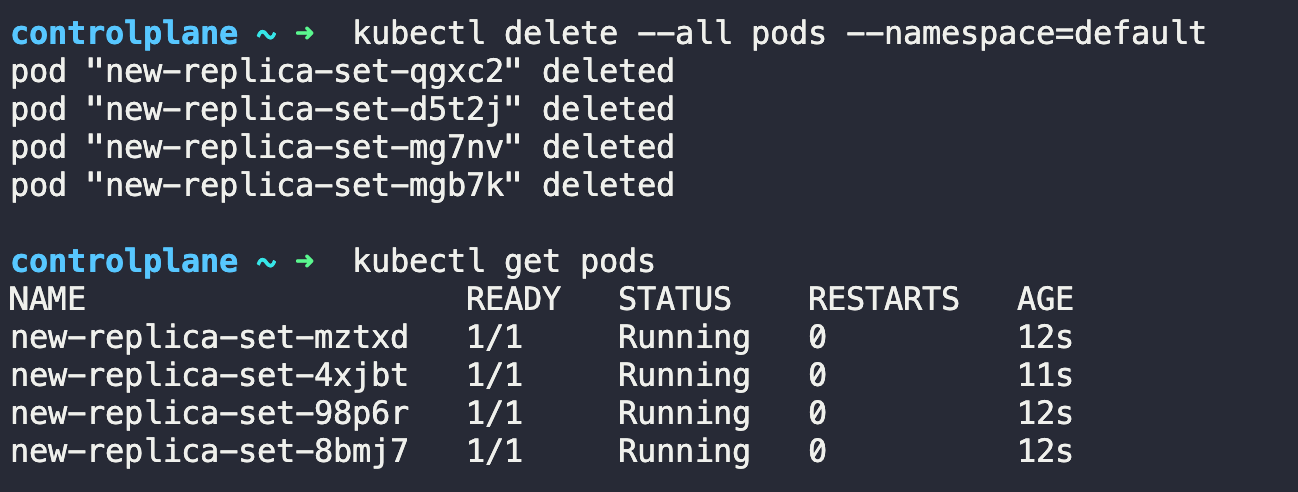 controlplane ~ ➜  kubectl delete --all pods --namespace=default
pod "new-replica-set-qgxc2" deleted
pod "new-replica-set-d5t2j" deleted
pod "new-replica-set-mg7nv" deleted
pod "new-replica-set-mgb7k" deleted
controlplane ~ ➜  kubectl get pods
NAME                    READY   STATUS    RESTARTS   AGE
new-replica-set-mztxd   1/1     Running   0          12s
new-replica-set-4xjbt   1/1     Running   0          11s
new-replica-set-98p6r   1/1     Running   0          12s
new-replica-set-8bmj7   1/1     Running   0          12s